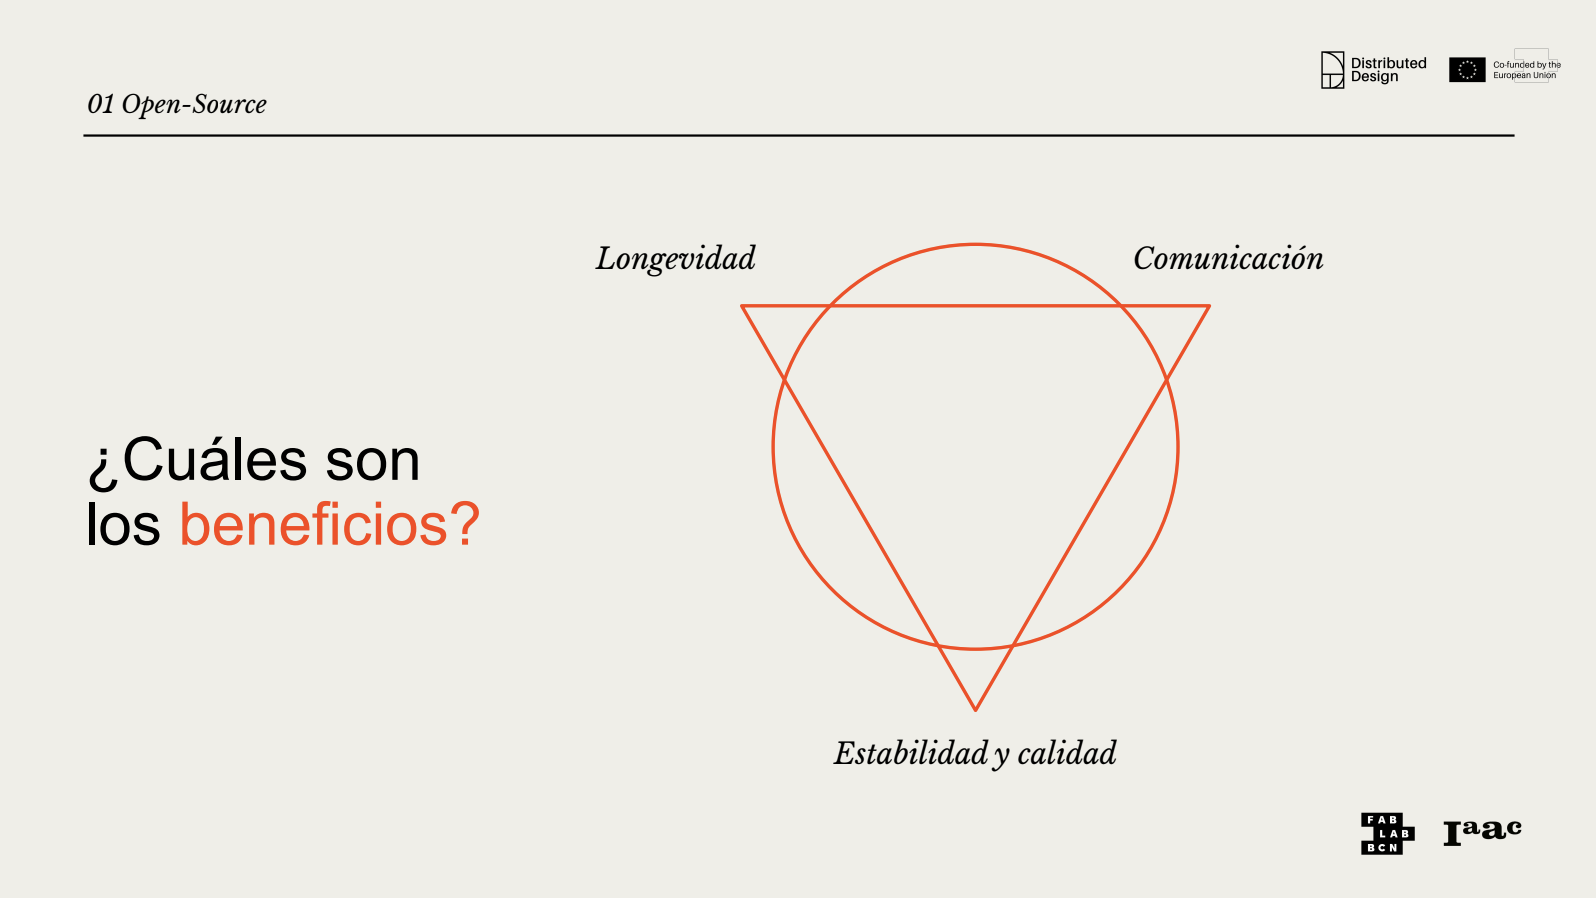 Distributed
Design
Co-funded by the
European Union
01 Open-Source
Longevidad
Comunicación
¿Cuáles son
los beneficios?
Estabilidad y calidad
FAB
LAB
BCN
Iaac